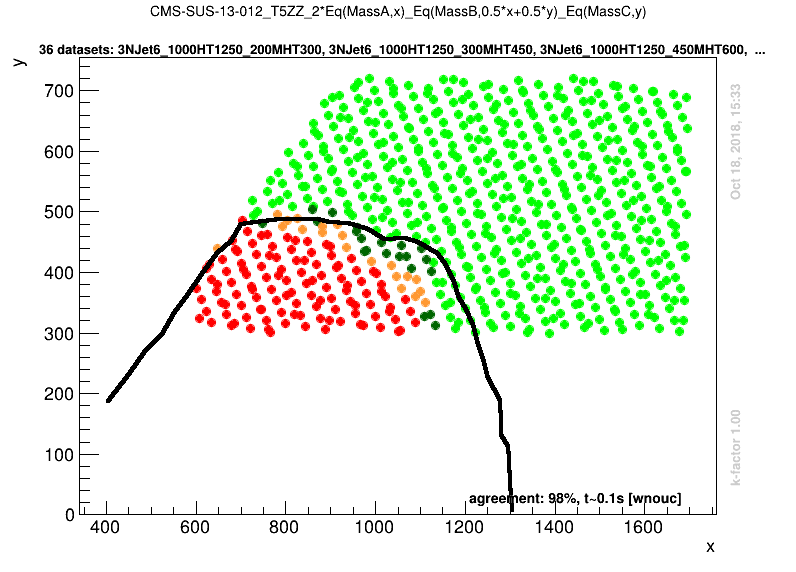 CMS-SUS-13-012_T5ZZ_2*Eq(MassA,x)_Eq(MassB,0.5*x+0.5*y)_Eq(MassC,y)
36 datasets: 3NJet6_1000HT1250_200MHT300, 3NJet6_1000HT1250_300MHT450, 3NJet6_1000HT1250_450MHT600, ...
y
700
600
500
400
300
200
100
0
Oct 18, 2018, 15:33
k-factor 1.00
agreement: 98%, t~0.1s [wnouc]
400 600 800 1000 1200 1400 1600
x